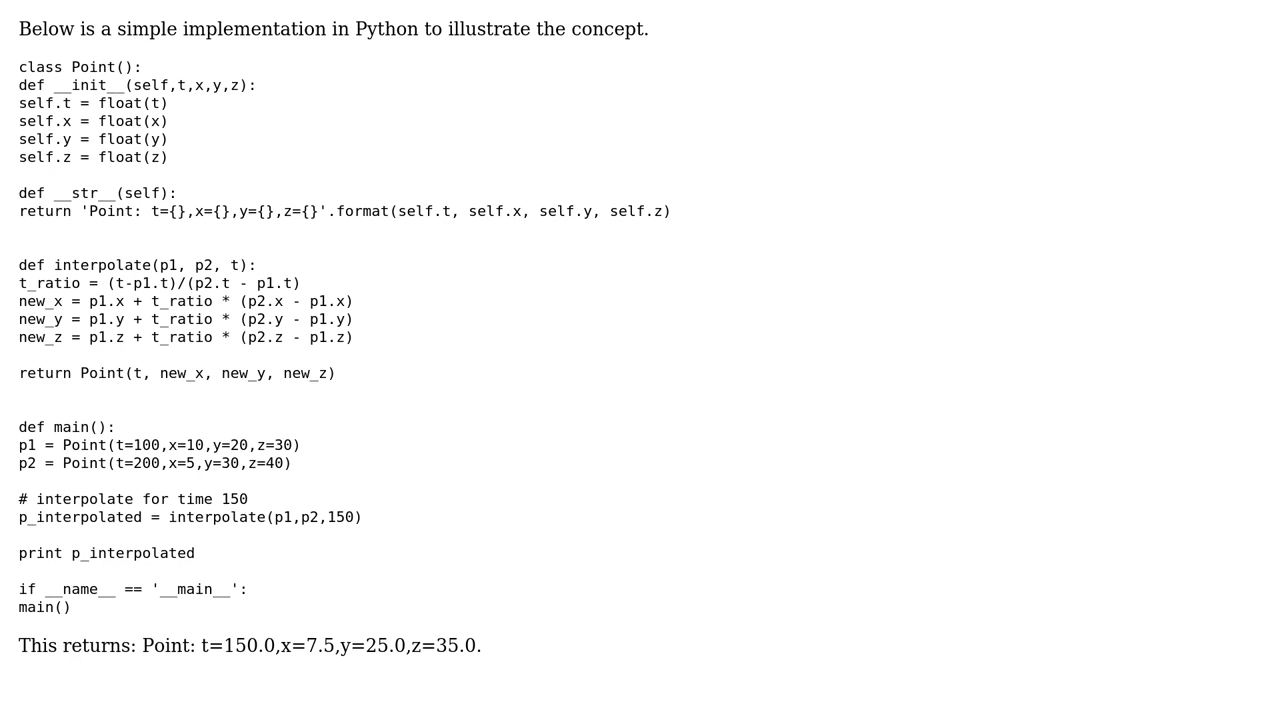 Below is a simple implementation in Python to illustrate the concept.
class Point():
def __init__(self,t,x,y,z):
self.t = float(t)
self.x = float(x)
self.y = float(y)
self.z = float(z)
def __str__(self):
return 'Point: t={},x={},y={},z={}'.format(self.t, self.x, self.y, self.z)
def interpolate(p1, p2, t):
t_ratio = (t-p1.t)/(p2.t - p1.t)
new_x = p1.x + t_ratio * (p2.x - p1.x)
new_y = p1.y + t_ratio * (p2.y - p1.y)
new_z = p1.z + t_ratio * (p2.z - p1.z)
return Point(t, new_x, new_y, new_z)
def main():
p1 = Point(t=100,x=10,y=20,z=30)
p2 = Point(t=200,x=5,y=30,z=40)
# interpolate for time 150
p_interpolated = interpolate(p1,p2,150)
print p_interpolated
if __name__ == '__main__':
main()
This returns: Point: t=150.0,x=7.5,y=25.0,z=35.0.